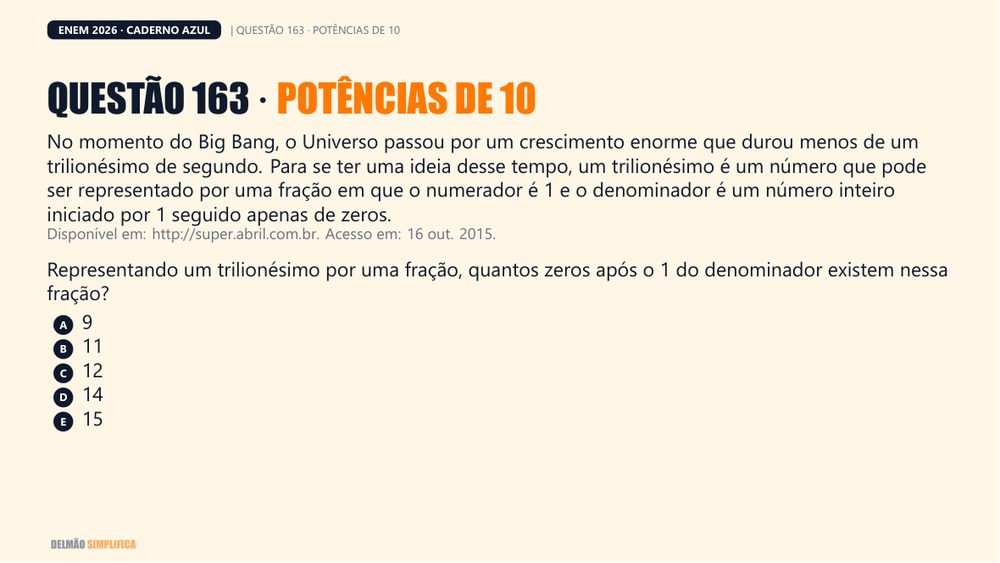 ENEM 2026 · CADERNO AZUL | QUESTÃO 163 · POTÊNCIAS DE 10
QUESTÃO 163 · POTÊNCIAS DE 10
No momento do Big Bang, o Universo passou por um crescimento enorme que durou menos de um
trilionésimo de segundo. Para se ter uma ideia desse tempo, um trilionésimo é um número que pode
ser representado por uma fração em que o numerador é 1 e o denominador é um número inteiro
iniciado por 1 seguido apenas de zeros.
Disponível em: http://super.abril.com.br. Acesso em: 16 out. 2015.
Representando um trilionésimo por uma fração, quantos zeros após o 1 do denominador existem nessa
fração?
A 9
B 11
C 12
D 14
E 15
DELMÃO SIMPLIFICA